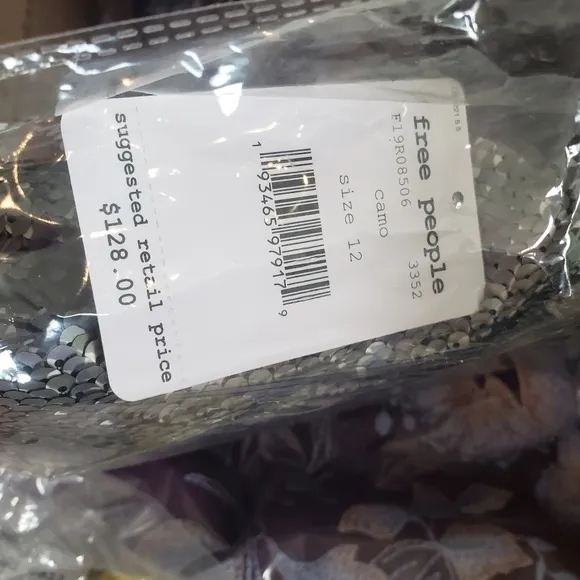 free people
F19R08506 3352
camo
size 12
1 93465 97917 9
suggested retail price
$128.00